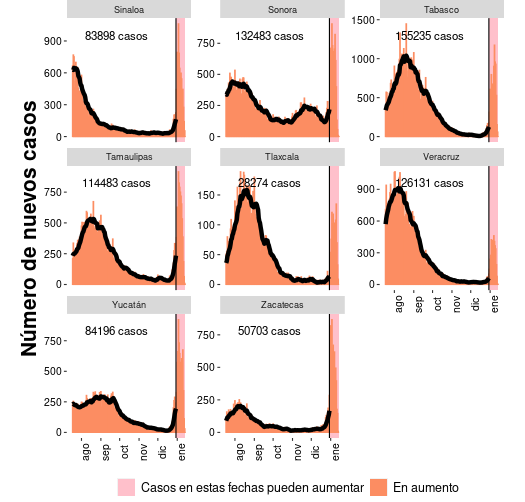 Sinaloa Sonora Tabasco
83898 casos 132483 casos 155235 casos
900
600
300
0
750
500
250
0
1500
1000
500
0
Número de nuevos casos
Tamaulipas Tlaxcala Veracruz
114483 casos 28274 casos 126131 casos
750
500
250
0
150
100
50
0
900
600
300
0
ago sep oct nov dic ene
Yucatán Zacatecas
84196 casos 50703 casos
750
500
250
0
750
500
250
0
ago sep oct nov dic ene
ago sep oct nov dic ene
Casos en estas fechas pueden aumentar En aumento